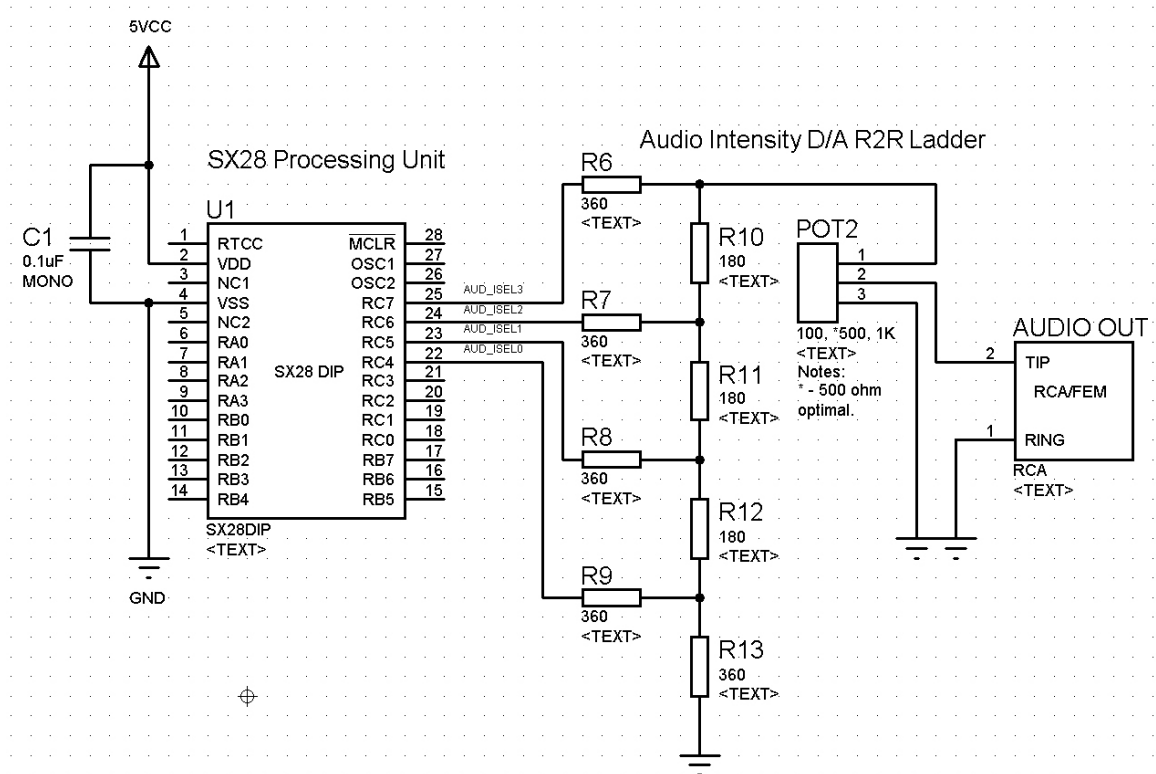 5VCC
Audio Intensity D/A R2R Ladder
SX28 Processing Unit
U1
C1
0.1uF
MONO
1 RTCC MCLR 28
2 VDD OSC1 27
3 NC1 OSC2 26
4 VSS RC7 25
5 NC2 RC6 24
6 RA0 RC5 23
7 RA1 RC4 22
8 RA2 RC3 21
9 RA3 RC2 20
10 RB0 RC1 19
11 RB1 RC0 18
12 RB2 RB7 17
13 RB3 RB6 16
14 RB4 RB5 15
SX28 DIP
SX28DIP
<TEXT>
GND
AUD_ISEL3
AUD_ISEL2
AUD_ISEL1
AUD_ISEL0
R6
360
<TEXT>
R7
360
<TEXT>
R8
360
<TEXT>
R9
360
<TEXT>
R10
180
<TEXT>
R11
180
<TEXT>
R12
180
<TEXT>
R13
360
<TEXT>
POT2
1
2
3
100, *500, 1K
<TEXT>
Notes:
* - 500 ohm
optimal.
AUDIO OUT
2 TIP
RCA/FEM
1 RING
RCA
<TEXT>